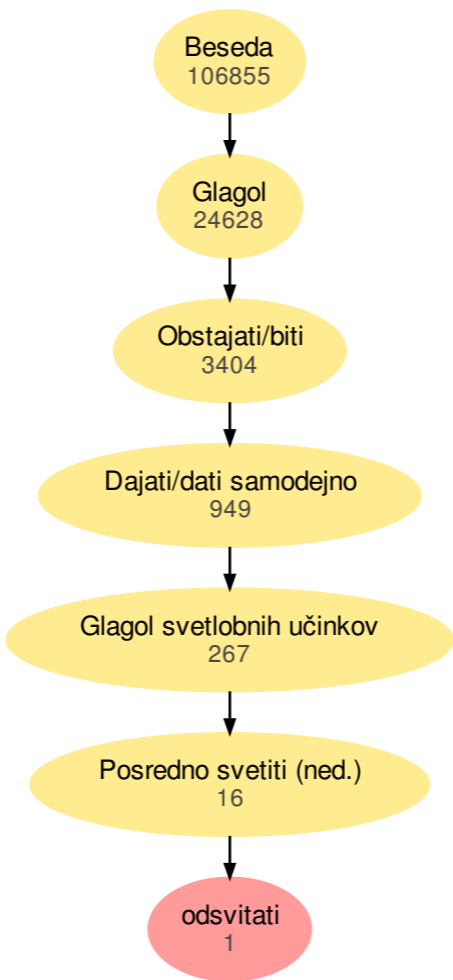 Beseda
106855
Glagol
24628
Obstajati/biti
3404
Dajati/dati samodejno
949
Glagol svetlobnih učinkov
267
Posredno svetiti (ned.)
16
odsvitati
1